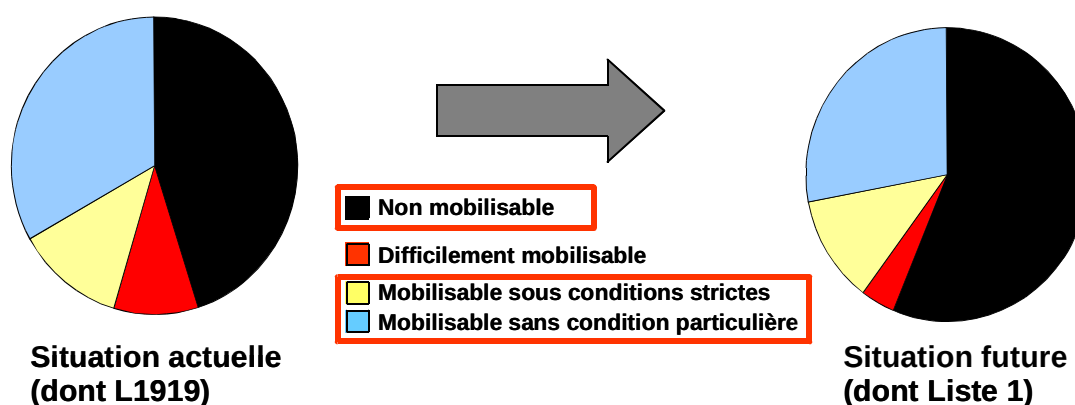 Non mobilisable
Difficilement mobilisable
Mobilisable sous conditions strictes
Mobilisable sans condition particulière
Situation actuelle
(dont L1919)
Situation future
(dont Liste 1)